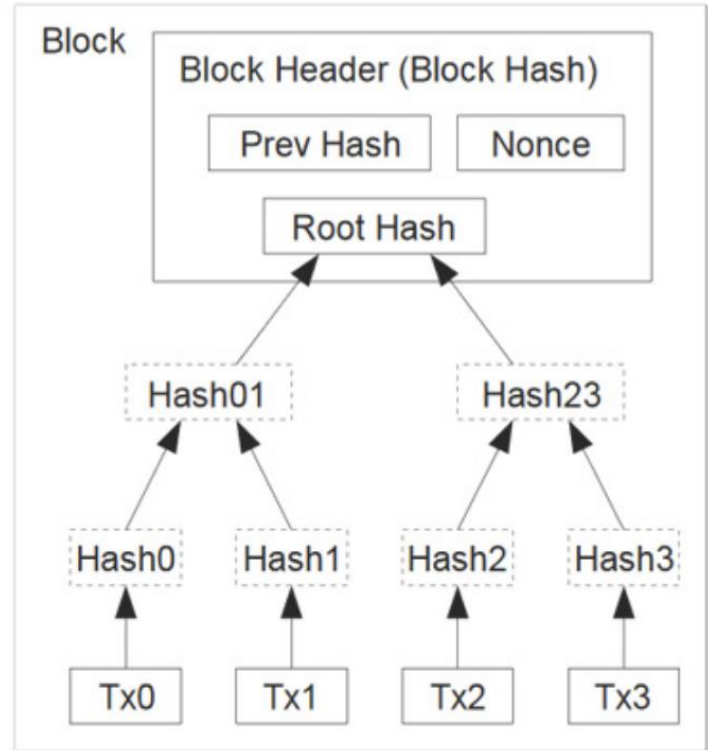 Block
Block Header (Block Hash)
Prev Hash Nonce
Root Hash
Hash01 Hash23
Hash0 Hash1 Hash2 Hash3
Tx0 Tx1 Tx2 Tx3